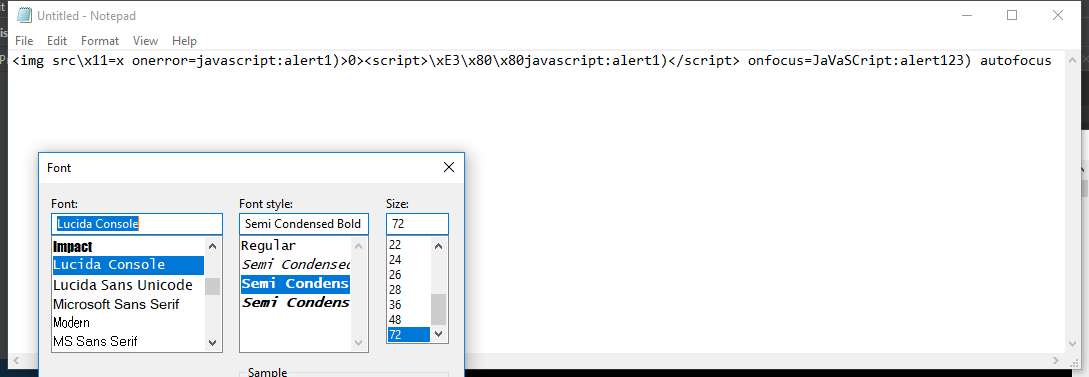 Untitled - Notepad
File Edit Format View Help
<img src\x11=x onerror=javascript:alert1)>0><script>\xE3\x80\x80javascript:alert1)</script> onfocus=JaVaSCript:alert123) autofocus
Font
Font: Font style: Size:
Lucida Console Semi Condensed Bold 72
Impact Regular 22
Lucida Console Semi Condensed 24
Lucida Sans Unicode Semi Condens 26
Microsoft Sans Serif Semi Condens 28
Modern 36
MS Sans Serif 48
72
Sample